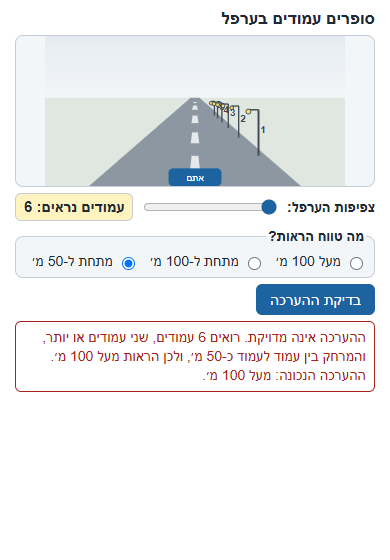 סופרים עמודים בערפל
4
3
2
1
אתם
צפיפות הערפל:
עמודים נראים: 6
מה טווח הראות?
מעל 100 מ׳
מתחת ל-100 מ׳
מתחת ל-50 מ׳
בדיקת ההערכה
ההערכה אינה מדויקת. רואים 6 עמודים, שני עמודים או יותר,
והמרחק בין עמוד לעמוד כ-50 מ׳, ולכן הראות מעל 100 מ׳.
ההערכה הנכונה: מעל 100 מ׳.